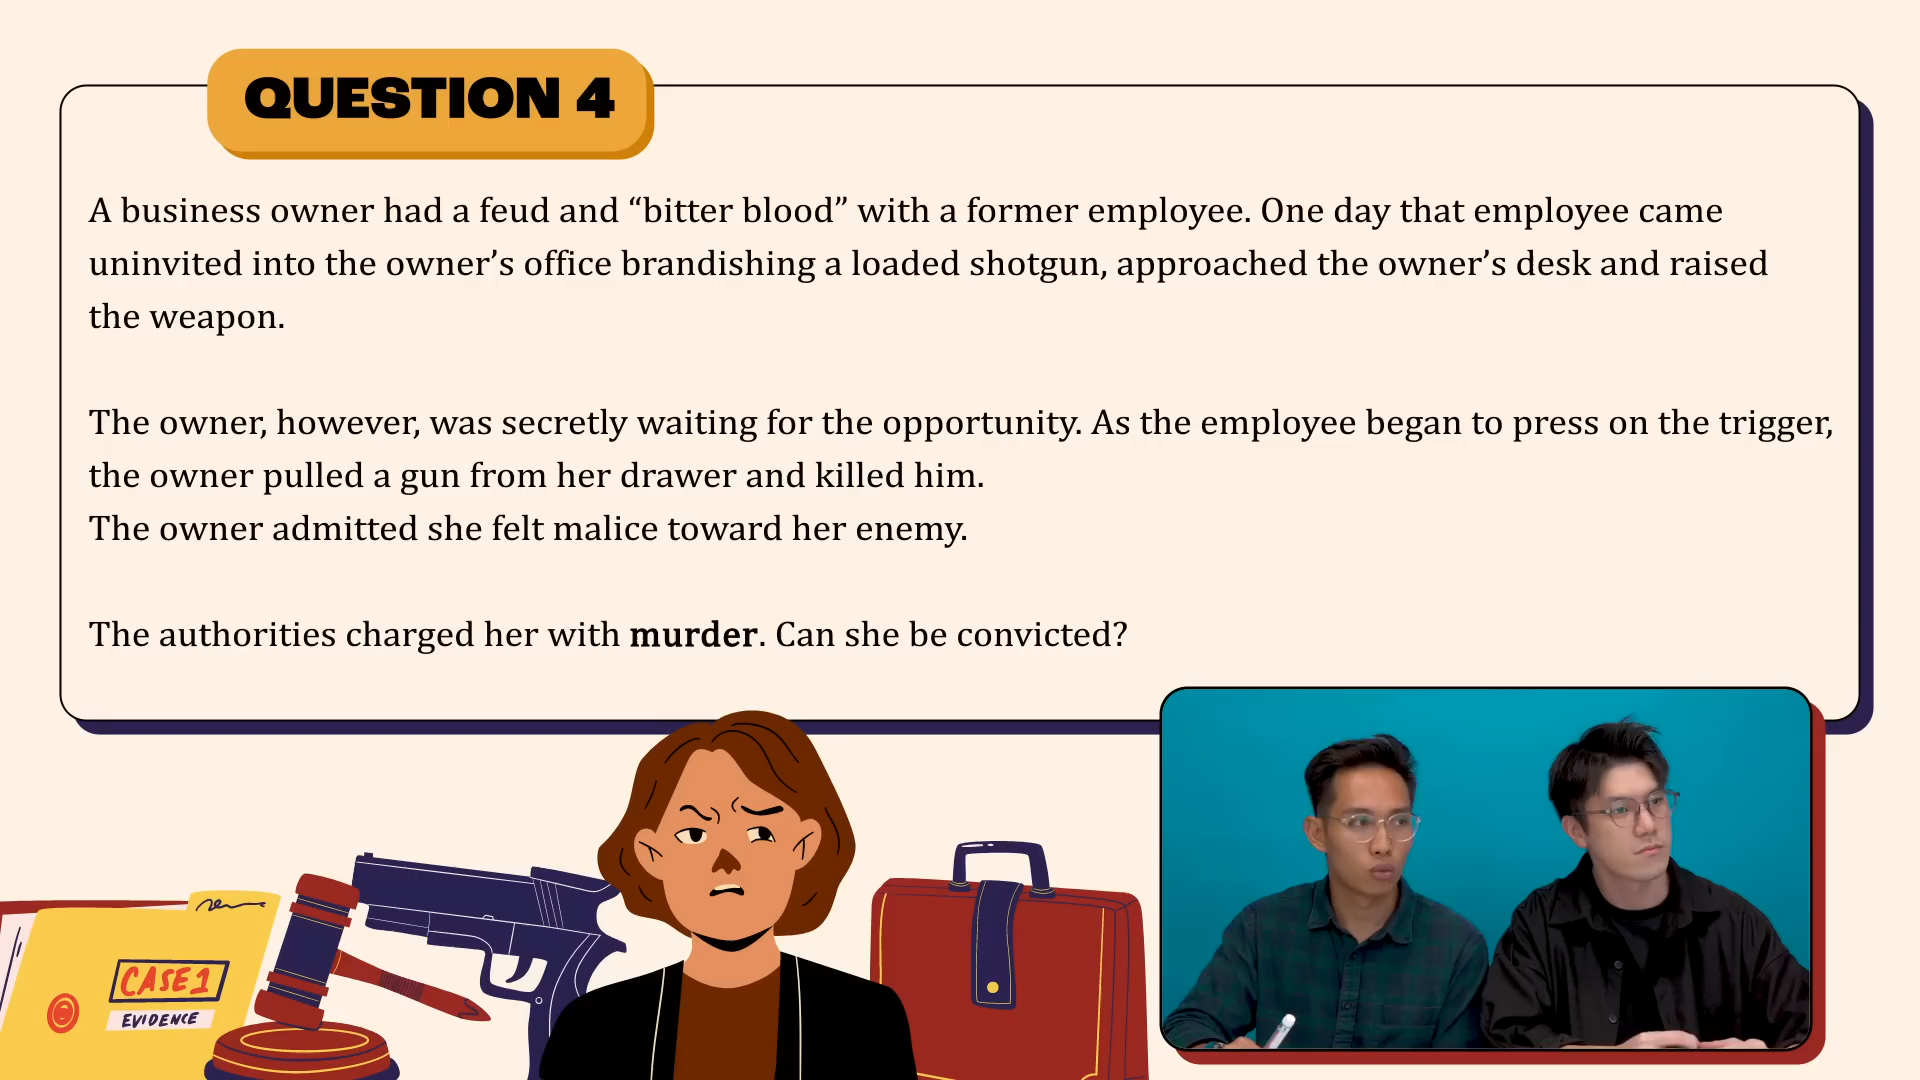 QUESTION 4
A business owner had a feud and “bitter blood” with a former employee. One day that employee came
uninvited into the owner’s office brandishing a loaded shotgun, approached the owner’s desk and raised
the weapon.
The owner, however, was secretly waiting for the opportunity. As the employee began to press on the trigger,
the owner pulled a gun from her drawer and killed him.
The owner admitted she felt malice toward her enemy.
The authorities charged her with murder. Can she be convicted?
CASE1
EVIDENCE